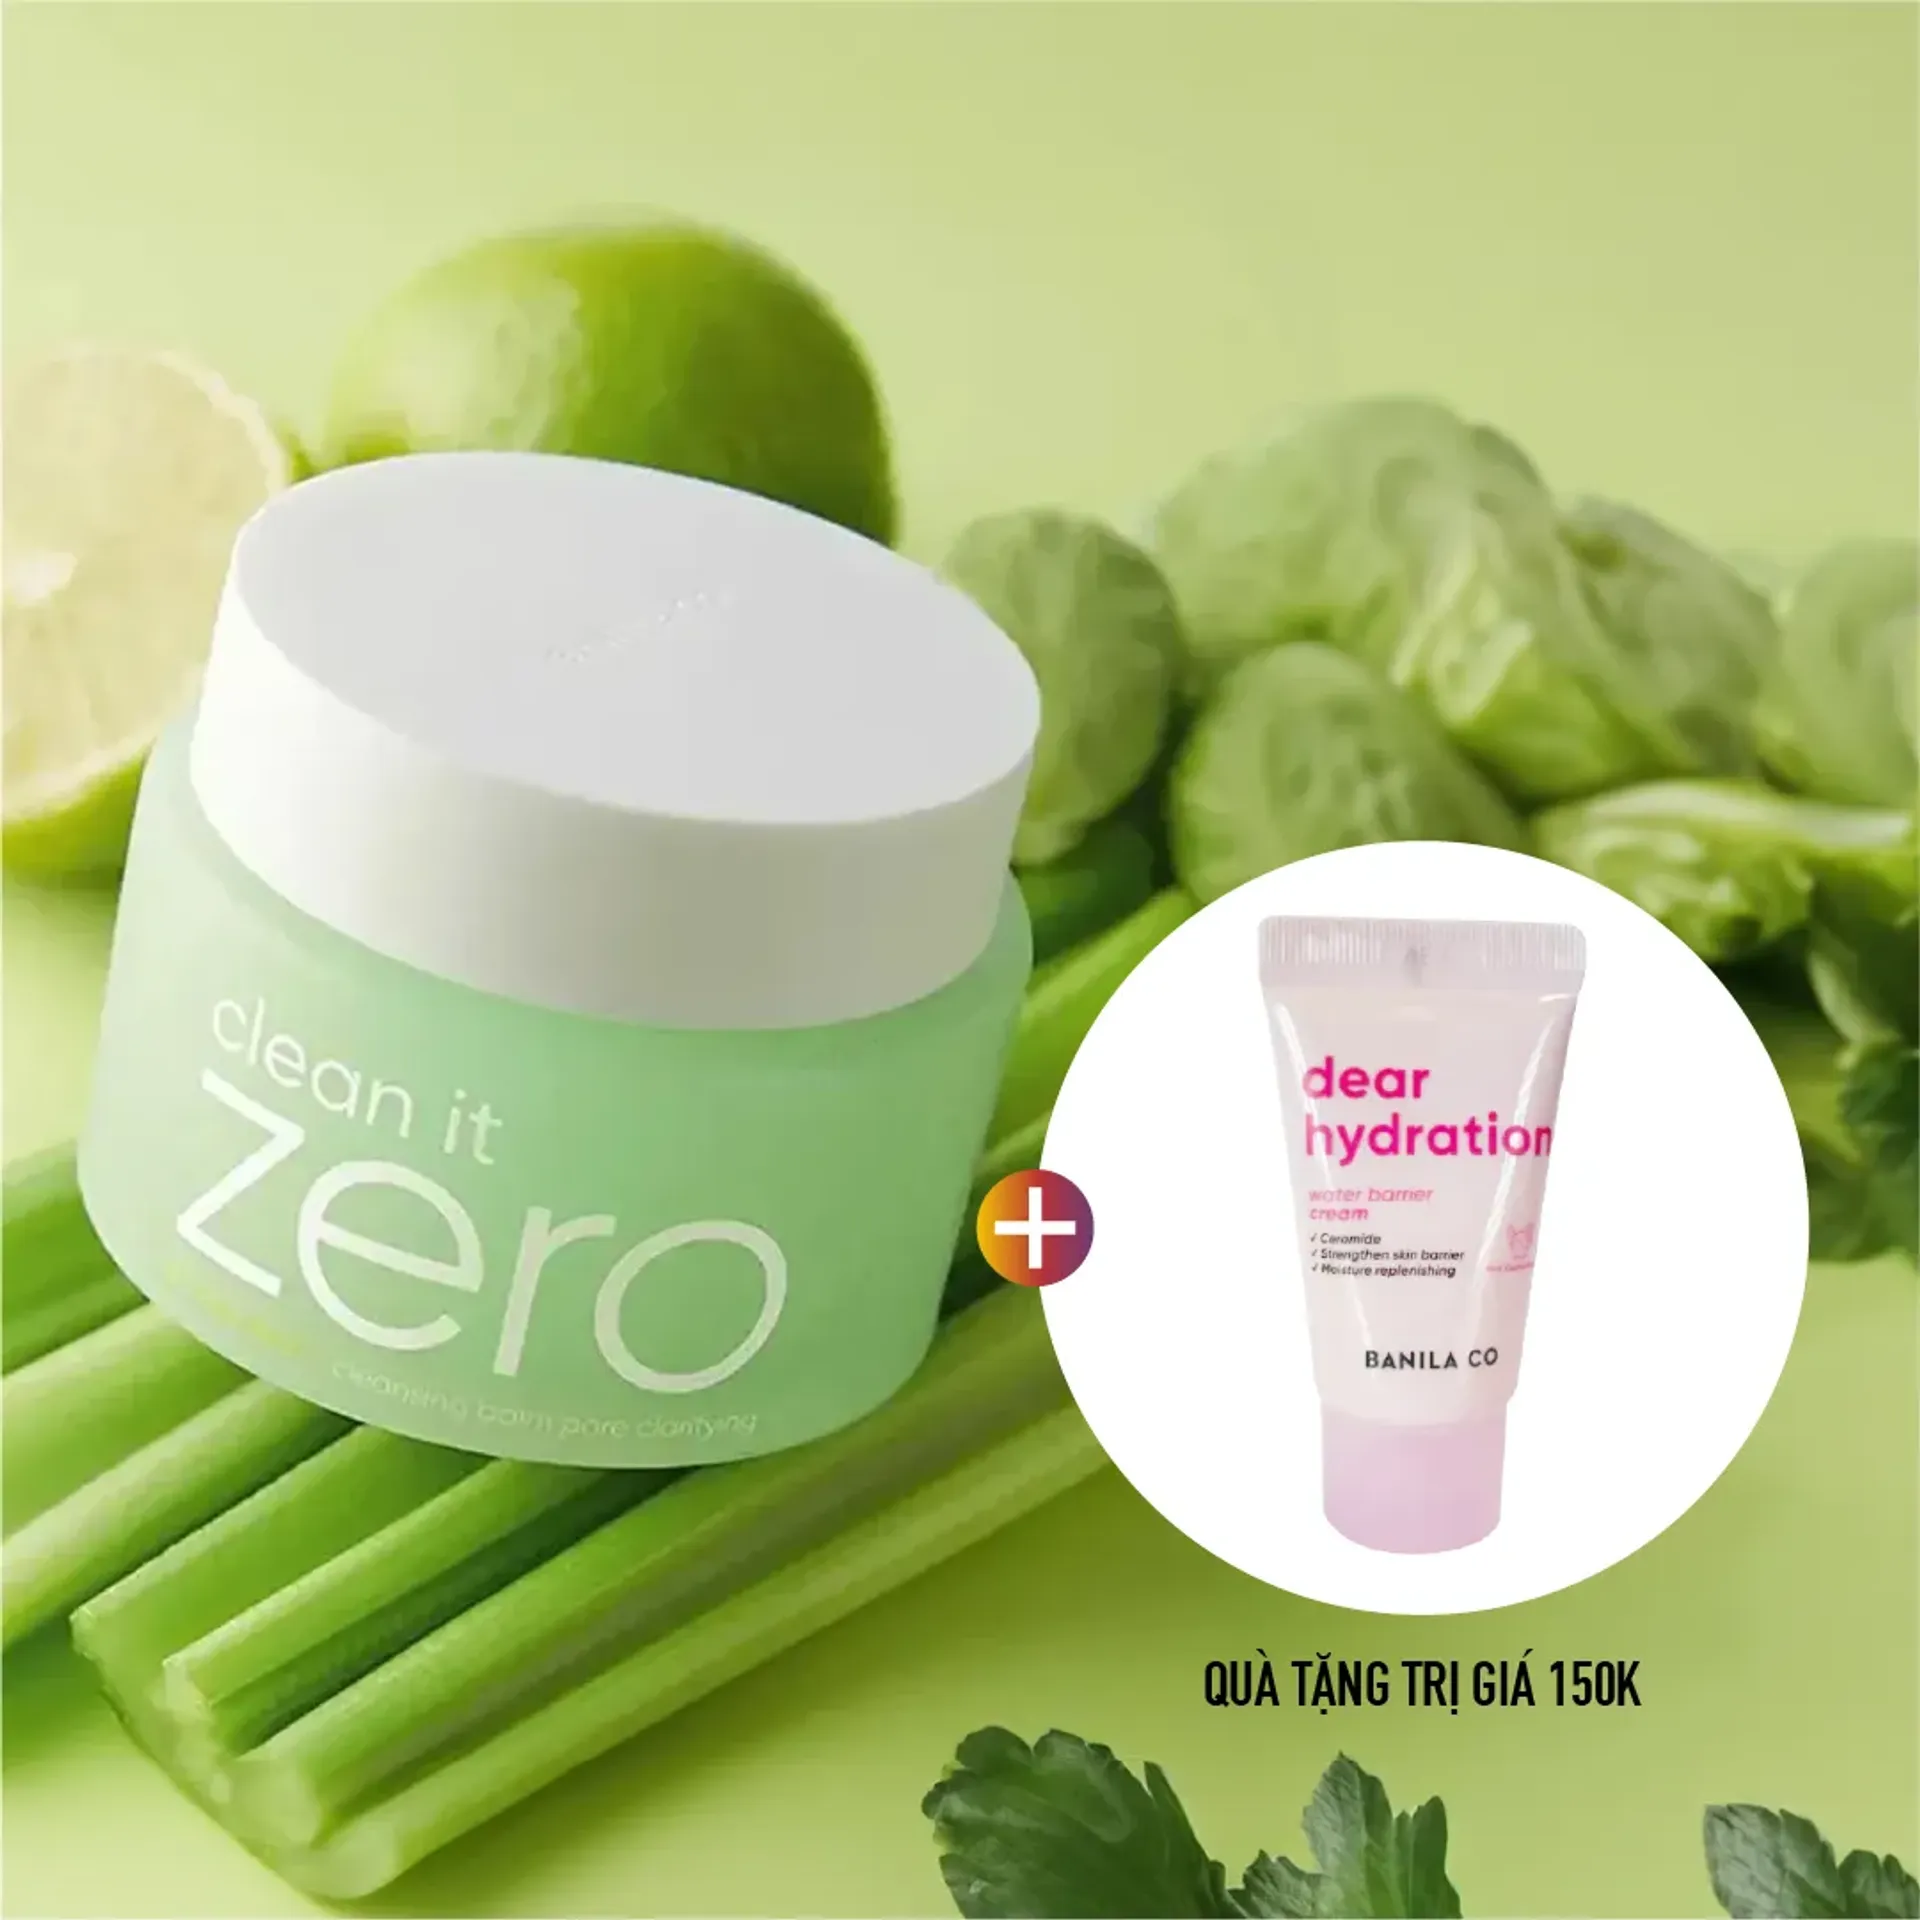 clean it
zero
cleansing balm pore clarifying
dear
hydration
water barrier
cream
✓ Ceramide
✓ Strengthen skin barrier
✓ Moisture replenishing
BANILA CO
QUÀ TẶNG TRỊ GIÁ 150K